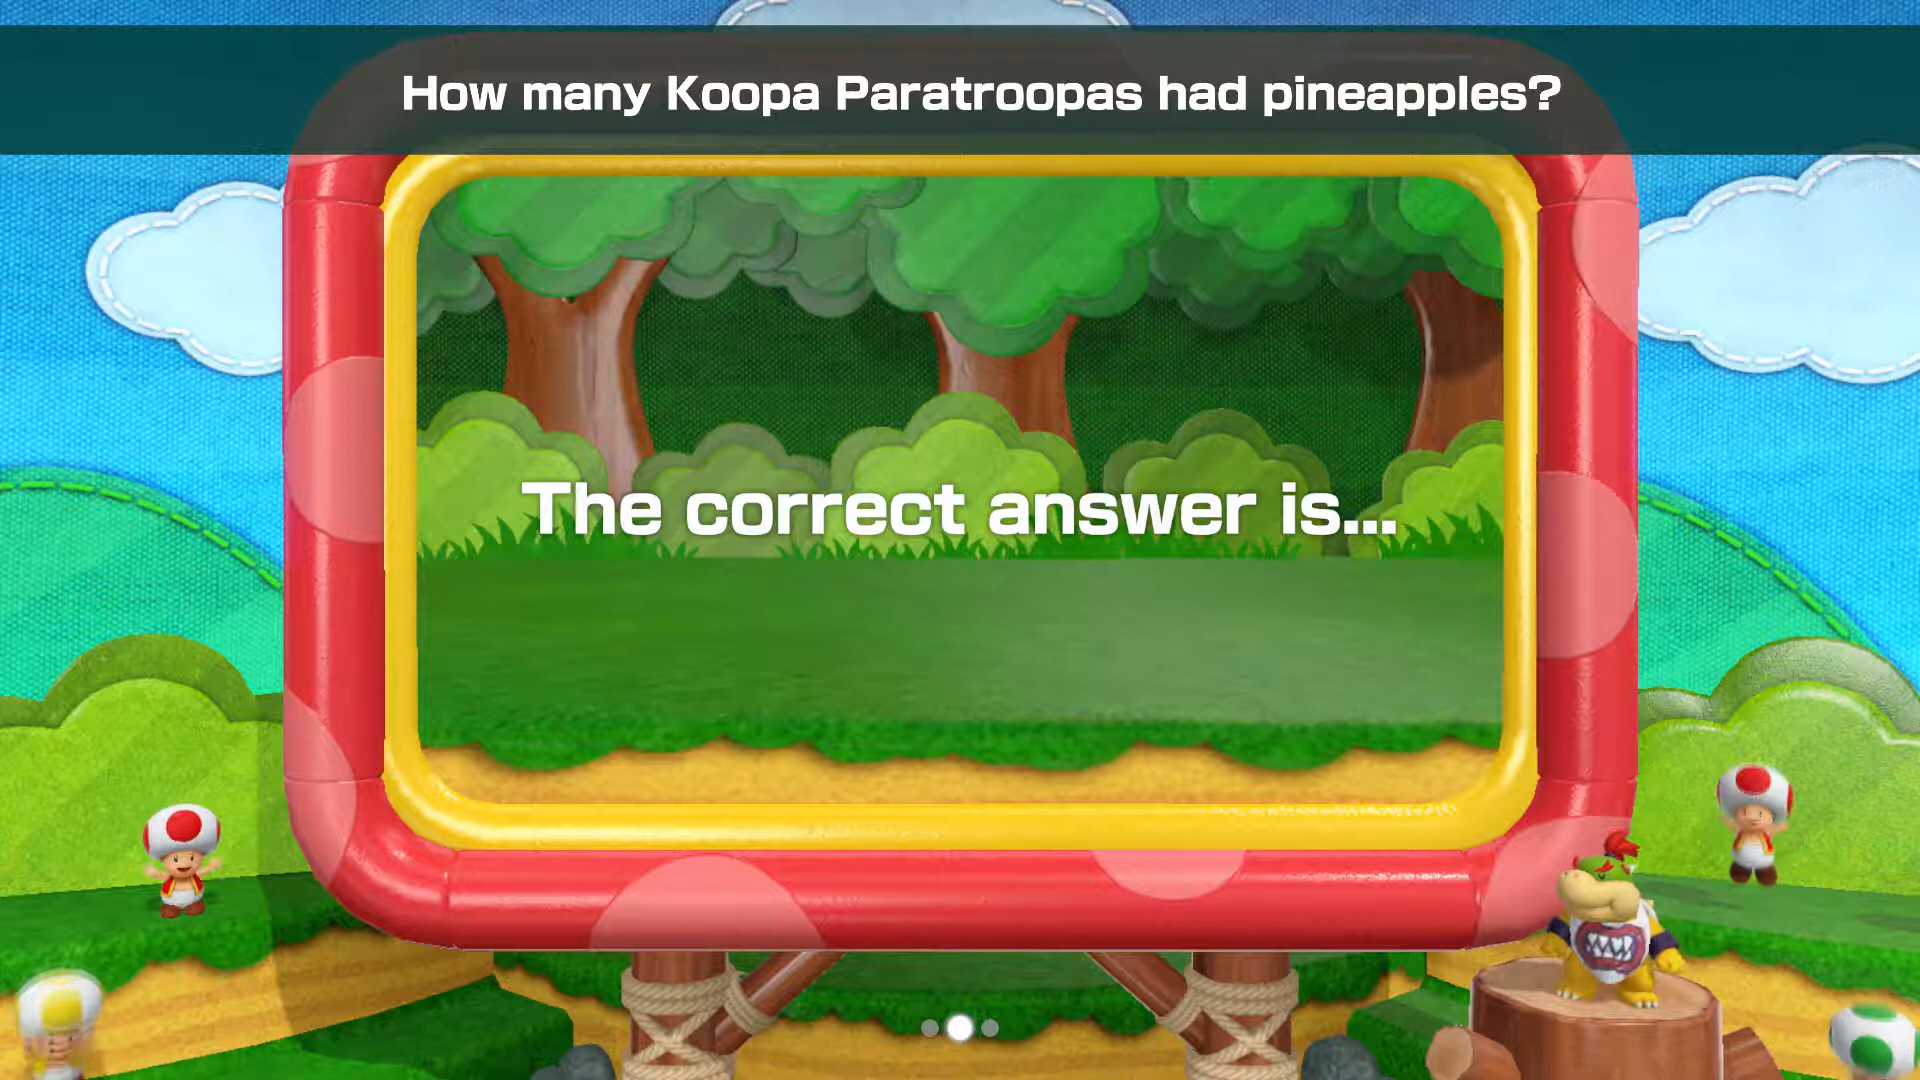 How many Koopa Paratroopas had pineapples?
The correct answer is...